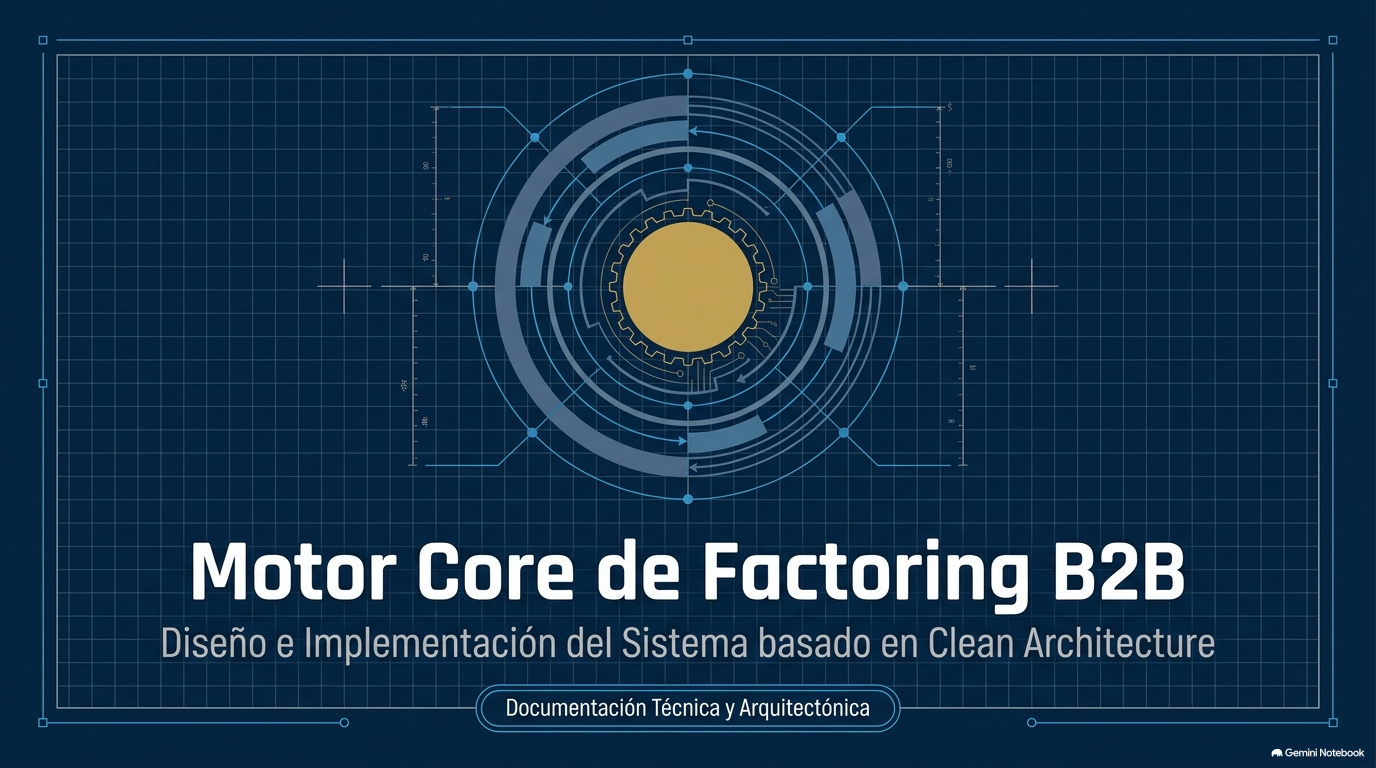 Motor Core de Factoring B2B
Diseño e Implementación del Sistema basado en Clean Architecture
Documentación Técnica y Arquitectónica
Gemini Notebook